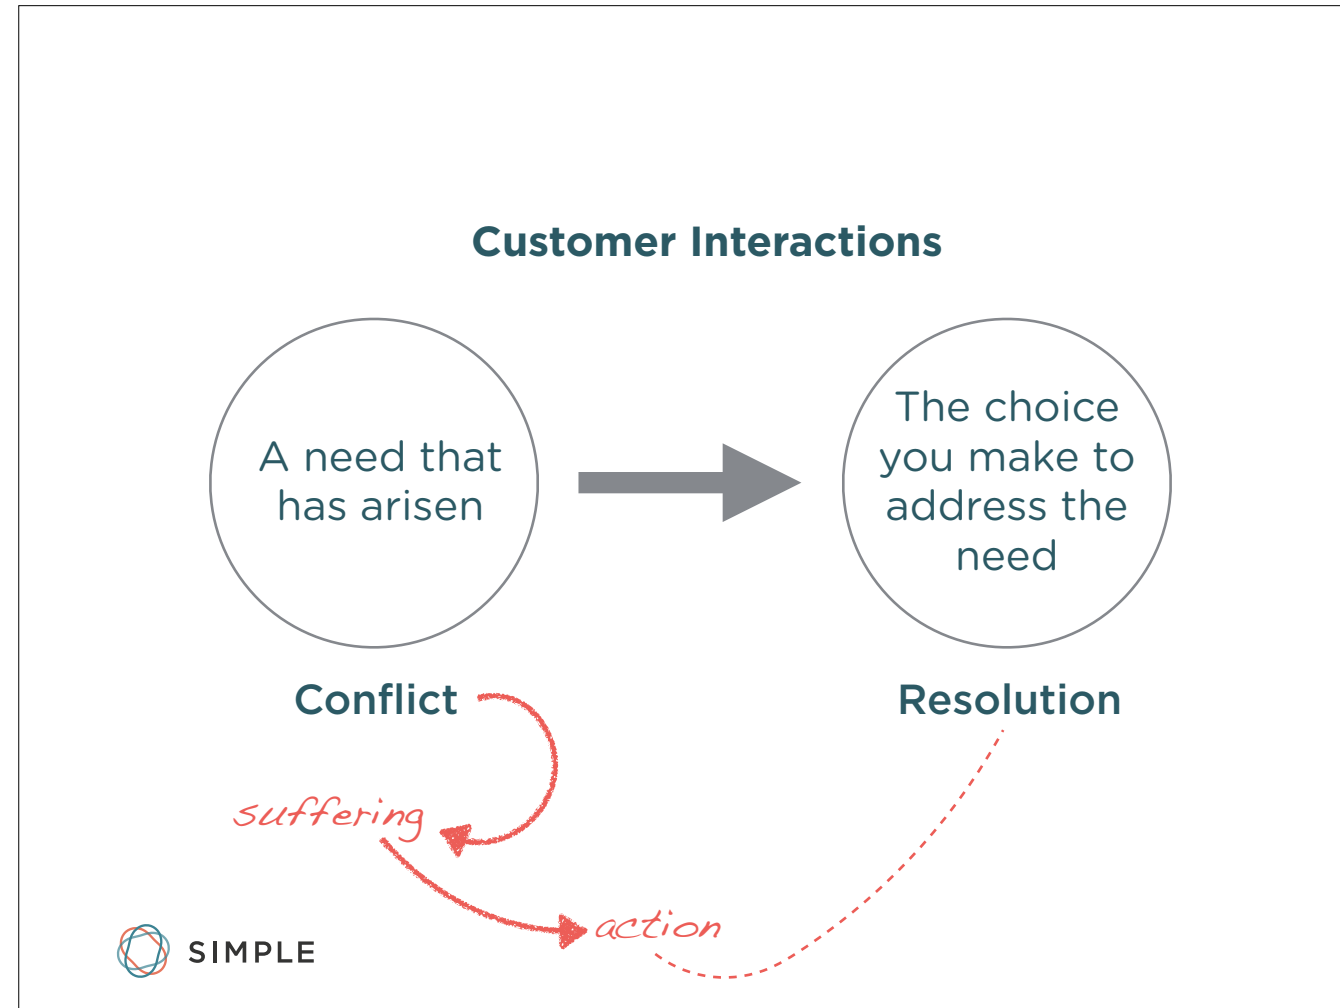 Customer Interactions
A need that
has arisen
The choice
you make to
address the
need
Conflict
Resolution
suffering
action
SIMPLE